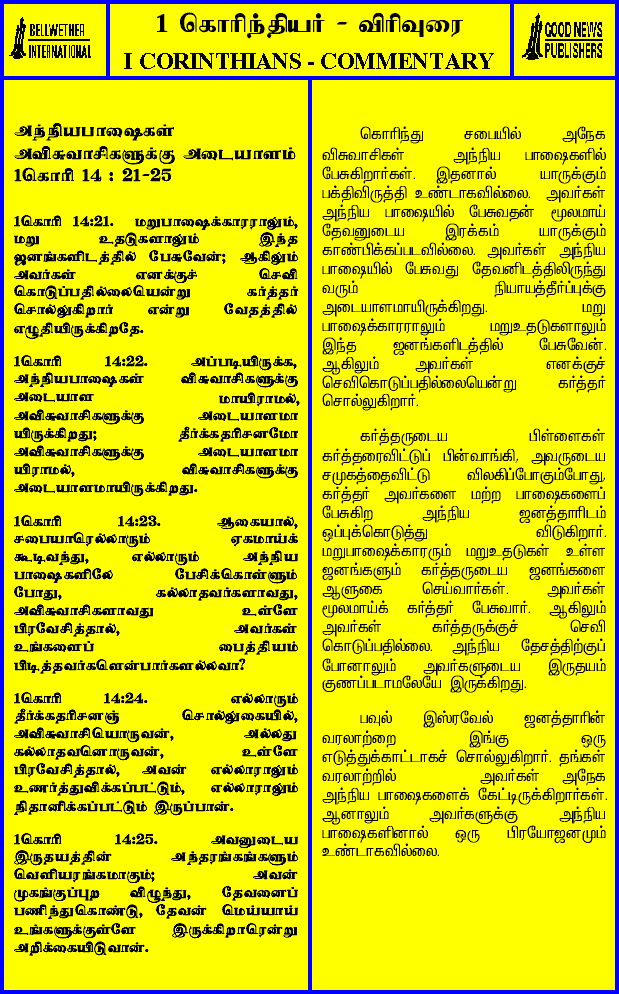 BELLWETHER
INTERNATIONAL
1 கொரிந்தியர் - விரிவுரை
I CORINTHIANS - COMMENTARY
GOOD NEWS
PUBLISHERS
அந்நியபாஷைகள்
அவிசுவாசிகளுக்கு அடையாளம்
1கொரி 14 : 21-25
1கொரி 14:21. மறுபாஷைக்காரராலும்,
மறு உதடுகளாலும் இந்த
ஜனங்களிடத்தில் பேசுவேன்; ஆகிலும்
அவர்கள் எனக்குச் செவி
கொடுப்பதில்லையென்று கர்த்தர்
சொல்லுகிறார் என்று வேதத்தில்
எழுதியிருக்கிறதே.
1கொரி 14:22. அப்படியிருக்க,
அந்நியபாஷைகள் விசுவாசிகளுக்கு
அடையாள மாயிராமல்,
அவிசுவாசிகளுக்கு அடையாளமா
யிருக்கிறது; தீர்க்கதரிசனமோ
அவிசுவாசிகளுக்கு அடையாளமா
யிராமல், விசுவாசிகளுக்கு
அடையாளமாயிருக்கிறது.
1கொரி 14:23. ஆகையால்,
சபையாரெல்லாரும் ஏகமாய்க்
கூடிவந்து, எல்லாரும் அந்நிய
பாஷைகளிலே பேசிக்கொள்ளும்
போது, கல்லாதவர்களாவது,
அவிசுவாசிகளாவது உள்ளே
பிரவேசித்தால், அவர்கள்
உங்களைப் பைத்தியம்
பிடித்தவர்களென்பார்களல்லவா?
1கொரி 14:24. எல்லாரும்
தீர்க்கதரிசனஞ் சொல்லுகையில்,
அவிசுவாசியொருவன், அல்லது
கல்லாதவனொருவன், உள்ளே
பிரவேசித்தால், அவன் எல்லாராலும்
உணர்த்துவிக்கப்பட்டும், எல்லாராலும்
நிதானிக்கப்பட்டும் இருப்பான்.
1கொரி 14:25. அவனுடைய
இருதயத்தின் அந்தரங்கங்களும்
வெளியரங்கமாகும்; அவன்
முகங்குப்புற விழுந்து, தேவனைப்
பணிந்துகொண்டு, தேவன் மெய்யாய்
உங்களுக்குள்ளே இருக்கிறாரென்று
அறிக்கையிடுவான்.
கொரிந்து சபையில் அநேக
விசுவாசிகள் அந்நிய பாஷைகளில்
பேசுகிறார்கள். இதனால் யாருக்கும்
பக்திவிருத்தி உண்டாகவில்லை. அவர்கள்
அந்நிய பாஷையில் பேசுவதன் மூலமாய்
தேவனுடைய இரக்கம் யாருக்கும்
காண்பிக்கப்படவில்லை. அவர்கள் அந்நிய
பாஷையில் பேசுவது தேவனிடத்திலிருந்து
வரும் நியாயத்தீர்ப்புக்கு
அடையாளமாயிருக்கிறது. மறு
பாஷைக்காரராலும் மறுஉதடுகளாலும்
இந்த ஜனங்களிடத்தில் பேசுவேன்.
ஆகிலும் அவர்கள் எனக்குச்
செவிகொடுப்பதில்லையென்று கர்த்தர்
சொல்லுகிறார்.
கர்த்தருடைய பிள்ளைகள்
கர்த்தரைவிட்டுப் பின்வாங்கி, அவருடைய
சமுகத்தைவிட்டு விலகிப்போகும்போது,
கர்த்தர் அவர்களை மற்ற பாஷைகளைப்
பேசுகிற அந்நிய ஜனத்தாரிடம்
ஒப்புக்கொடுத்து விடுகிறார்.
மறுபாஷைக்காரரும் மறுஉதடுகள் உள்ள
ஜனங்களும் கர்த்தருடைய ஜனங்களை
ஆளுகை செய்வார்கள். அவர்கள்
மூலமாய்க் கர்த்தர் பேசுவார். ஆகிலும்
அவர்கள் கர்த்தருக்குச் செவி
கொடுப்பதில்லை. அந்நிய தேசத்திற்குப்
போனாலும் அவர்களுடைய இருதயம்
குணப்படாமலேயே இருக்கிறது.
பவுல் இஸ்ரவேல் ஜனத்தாரின்
வரலாற்றை இங்கு ஒரு
எடுத்துக்காட்டாகச் சொல்லுகிறார். தங்கள்
வரலாற்றில் அவர்கள் அநேக
அந்நிய பாஷைகளைக் கேட்டிருக்கிறார்கள்.
ஆனாலும் அவர்களுக்கு அந்நிய
பாஷைகளினால் ஒரு பிரயோஜனமும்
உண்டாகவில்லை.